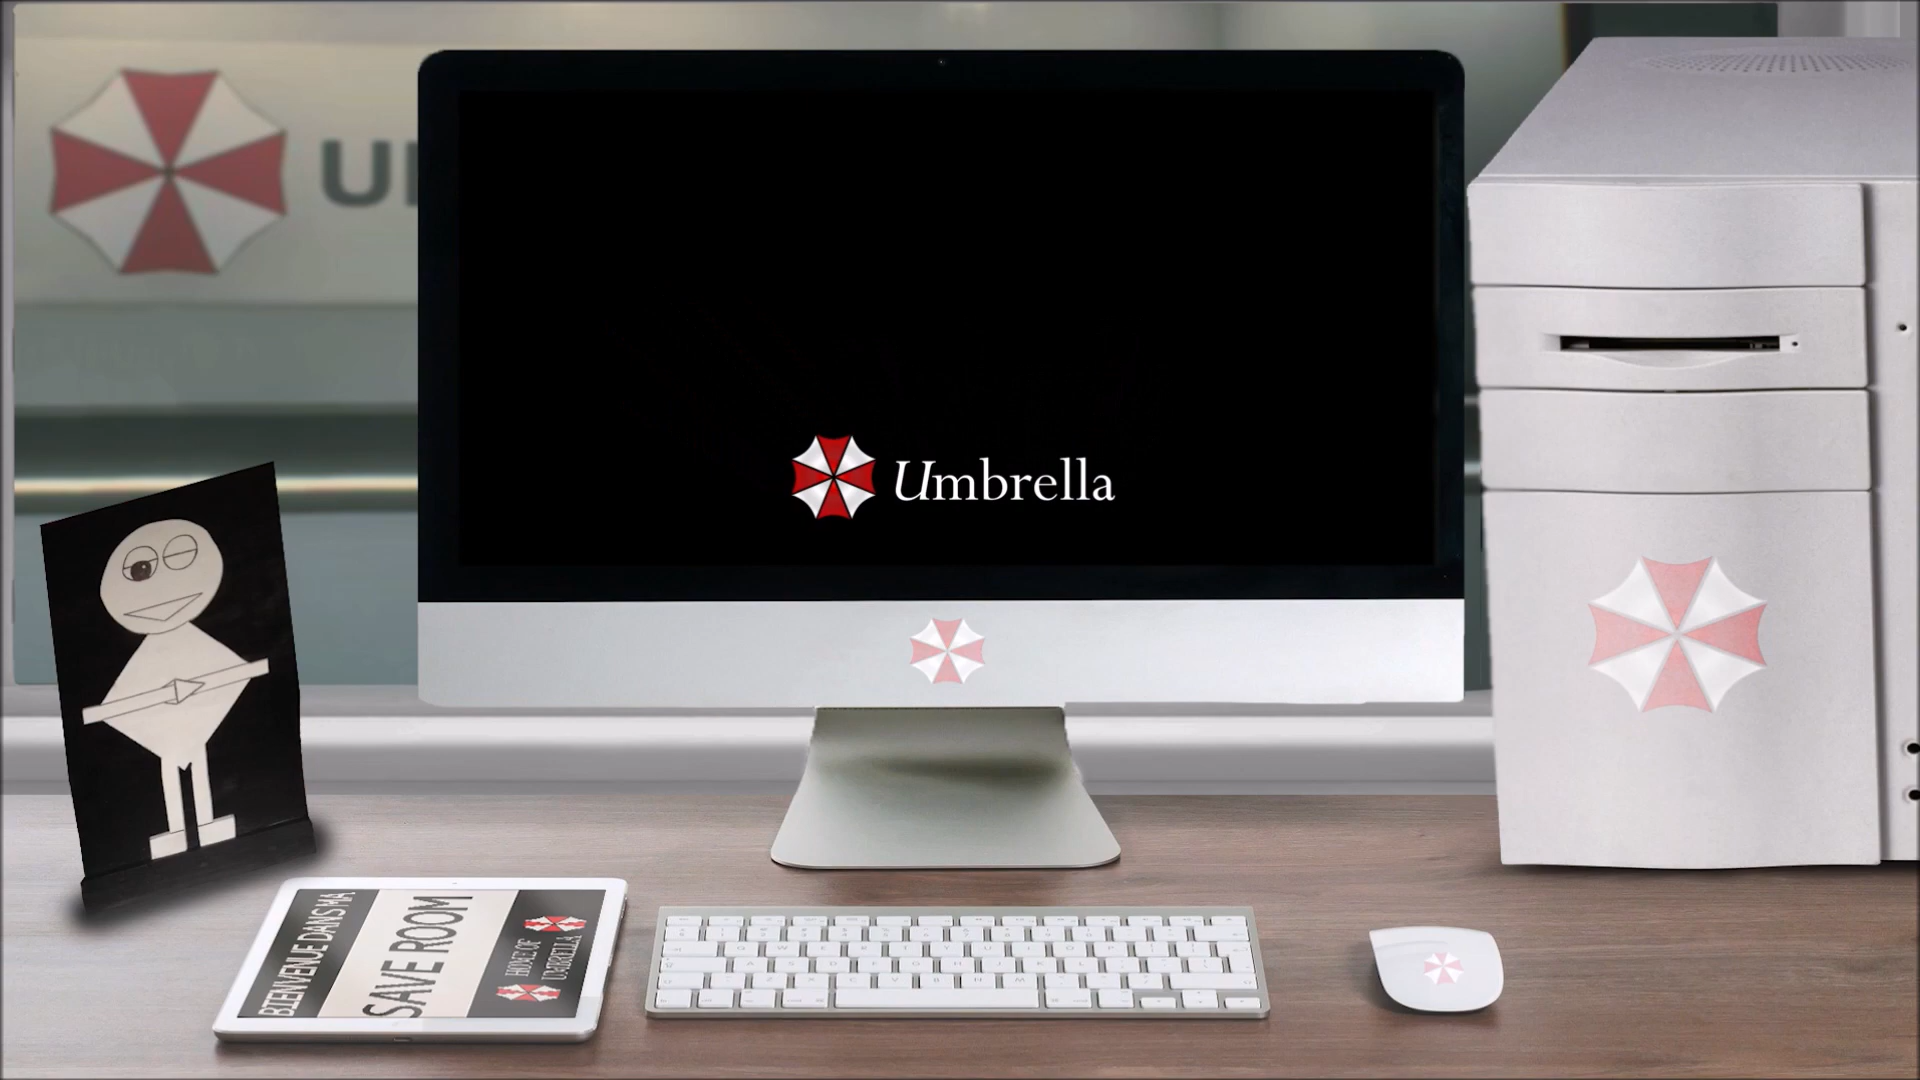 U
Umbrella
BIENVENUE DANS MA
SAVE ROOM
HOME OF
UMBRELLA